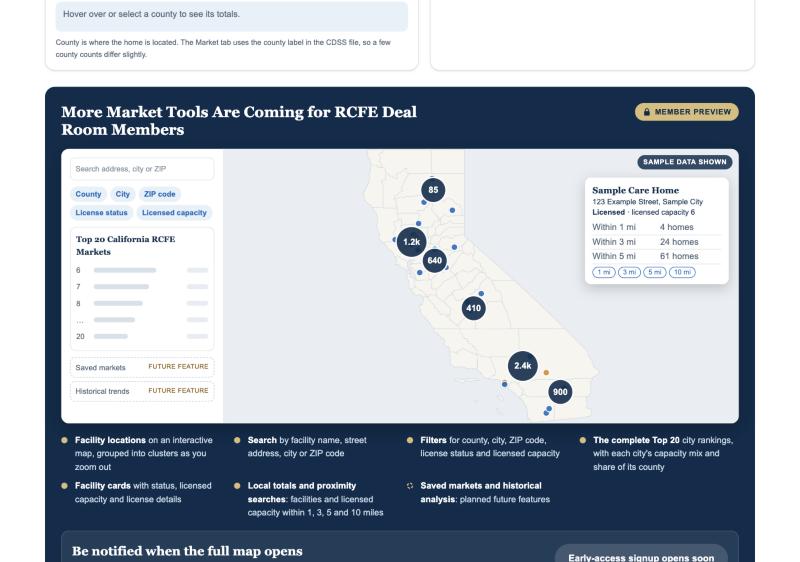 Hover over or select a county to see its totals.
County is where the home is located. The Market tab uses the county label in the CDSS file, so a few
county counts differ slightly.
More Market Tools Are Coming for RCFE Deal
Room Members
MEMBER PREVIEW
Search address, city or ZIP
County City ZIP code
License status Licensed capacity
Top 20 California RCFE
Markets
6
7
8
...
20
Saved markets FUTURE FEATURE
Historical trends FUTURE FEATURE
85
1.2k
640
410
2.4k
900
SAMPLE DATA SHOWN
Sample Care Home
123 Example Street, Sample City
Licensed · licensed capacity 6
Within 1 mi 4 homes
Within 3 mi 24 homes
Within 5 mi 61 homes
1 mi 3 mi 5 mi 10 mi
Facility locations on an interactive
map, grouped into clusters as you
zoom out
Search by facility name, street
address, city or ZIP code
Filters for county, city, ZIP code,
license status and licensed capacity
The complete Top 20 city rankings,
with each city's capacity mix and
share of its county
Facility cards with status, licensed
capacity and license details
Local totals and proximity
searches: facilities and licensed
capacity within 1, 3, 5 and 10 miles
Saved markets and historical
analysis: planned future features
Be notified when the full map opens
Early-access signup opens soon